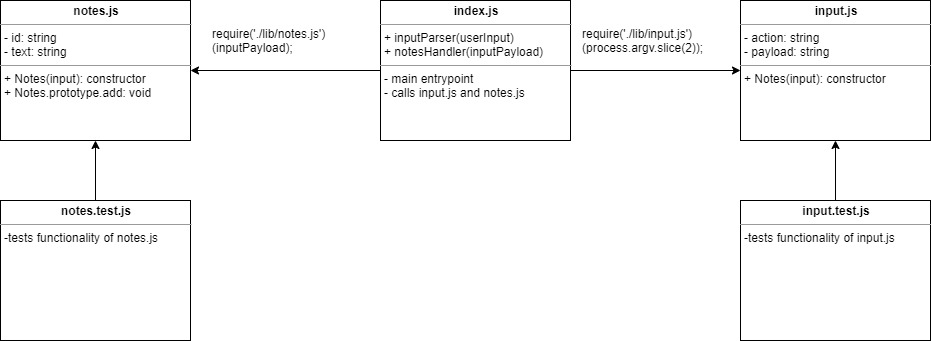 notes.js
- id: string
- text: string
+ Notes(input): constructor
+ Notes.prototype.add: void
require('./lib/notes.js')
(inputPayload);
index.js
+ inputParser(userInput)
+ notesHandler(inputPayload)
- main entrypoint
- calls input.js and notes.js
require('./lib/input.js')
(process.argv.slice(2));
input.js
- action: string
- payload: string
+ Notes(input): constructor
notes.test.js
-tests functionality of notes.js
input.test.js
-tests functionality of input.js